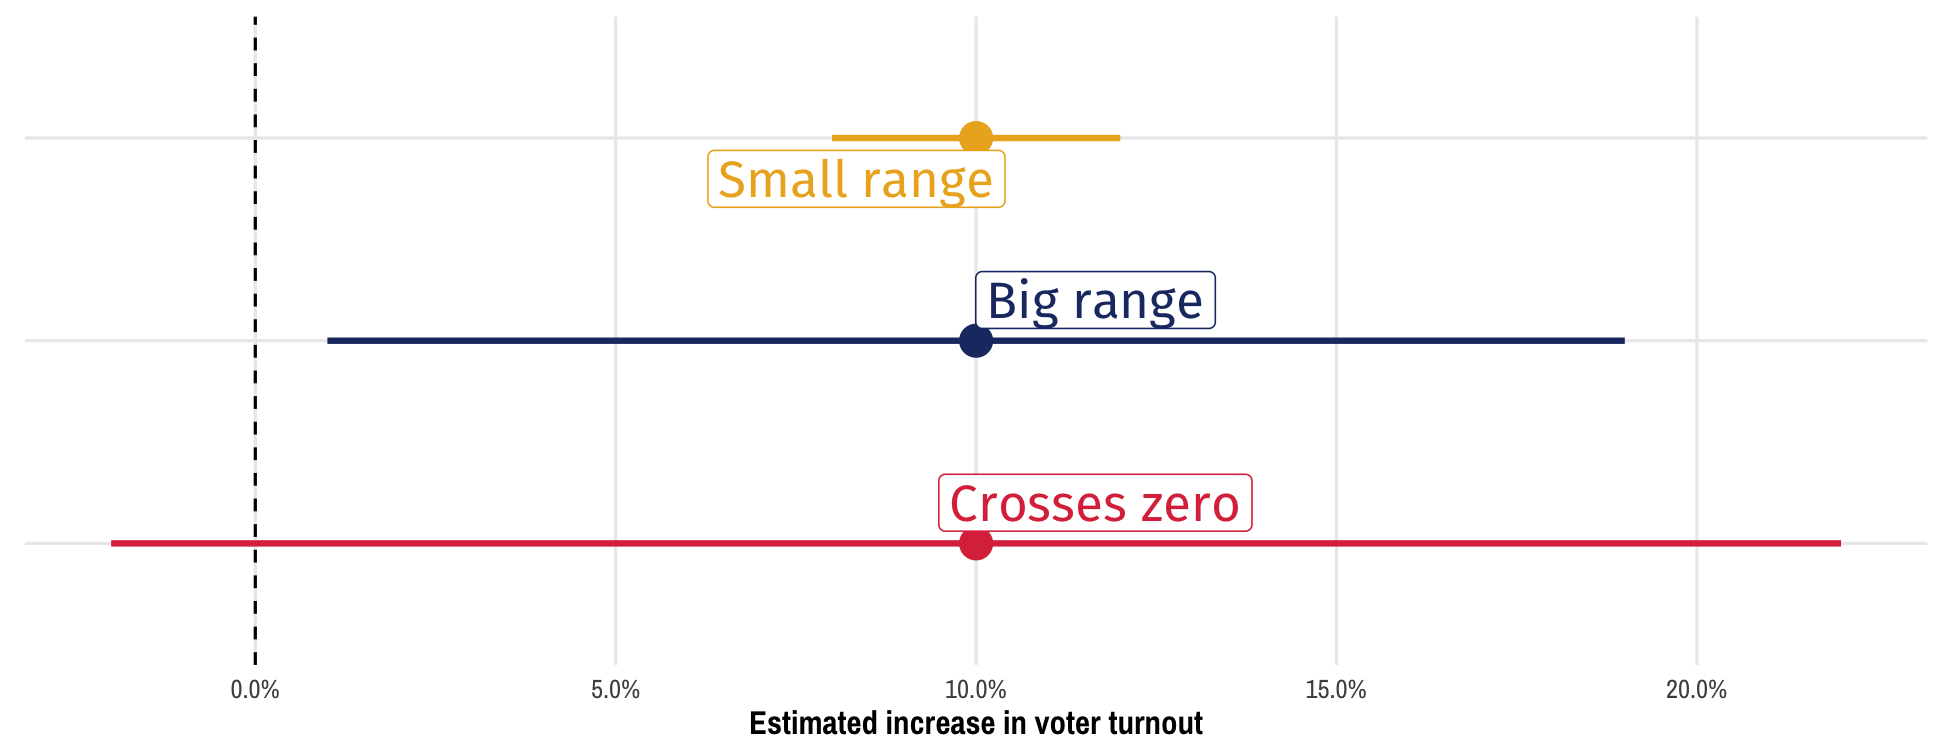 Small range
Big range
Crosses zero
0.0% 5.0% 10.0% 15.0% 20.0%
Estimated increase in voter turnout